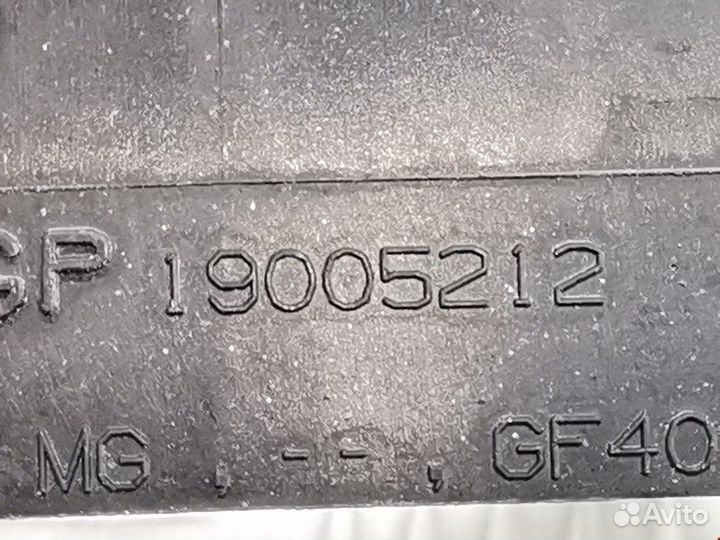 GP 19005212
MG , - - , GF40
Avito